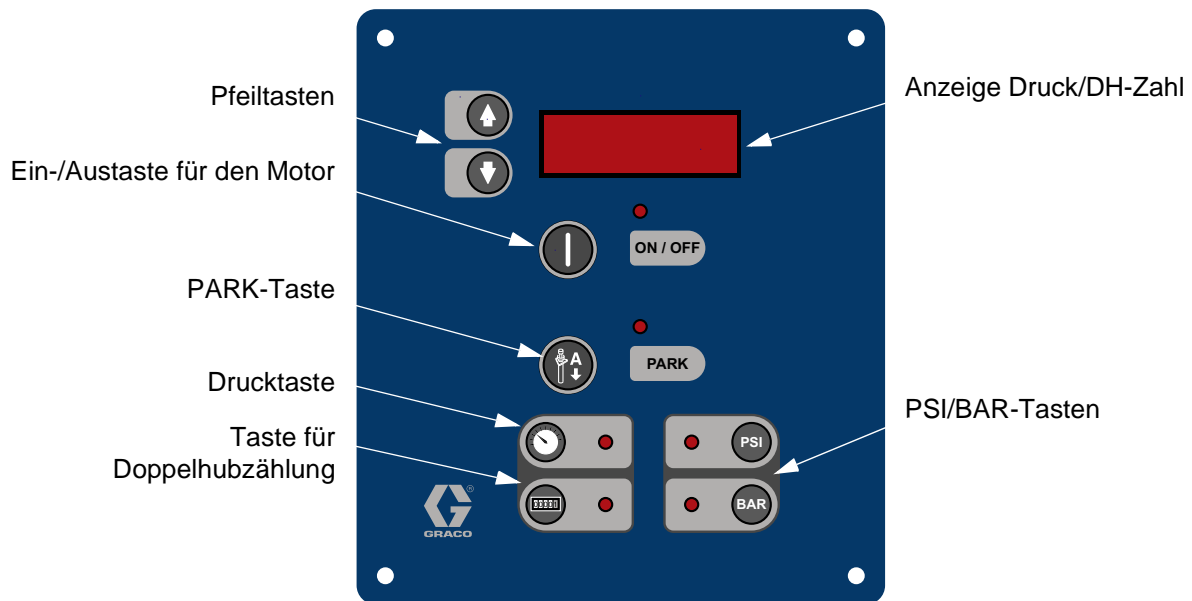 Pfeiltasten
Anzeige Druck/DH-Zahl
Ein-/Austaste für den Motor
ON / OFF
PARK-Taste
A
PARK
Drucktaste
PSI/BAR-Tasten
PSI
Taste für
Doppelhubzählung
BAR
®
GRACO